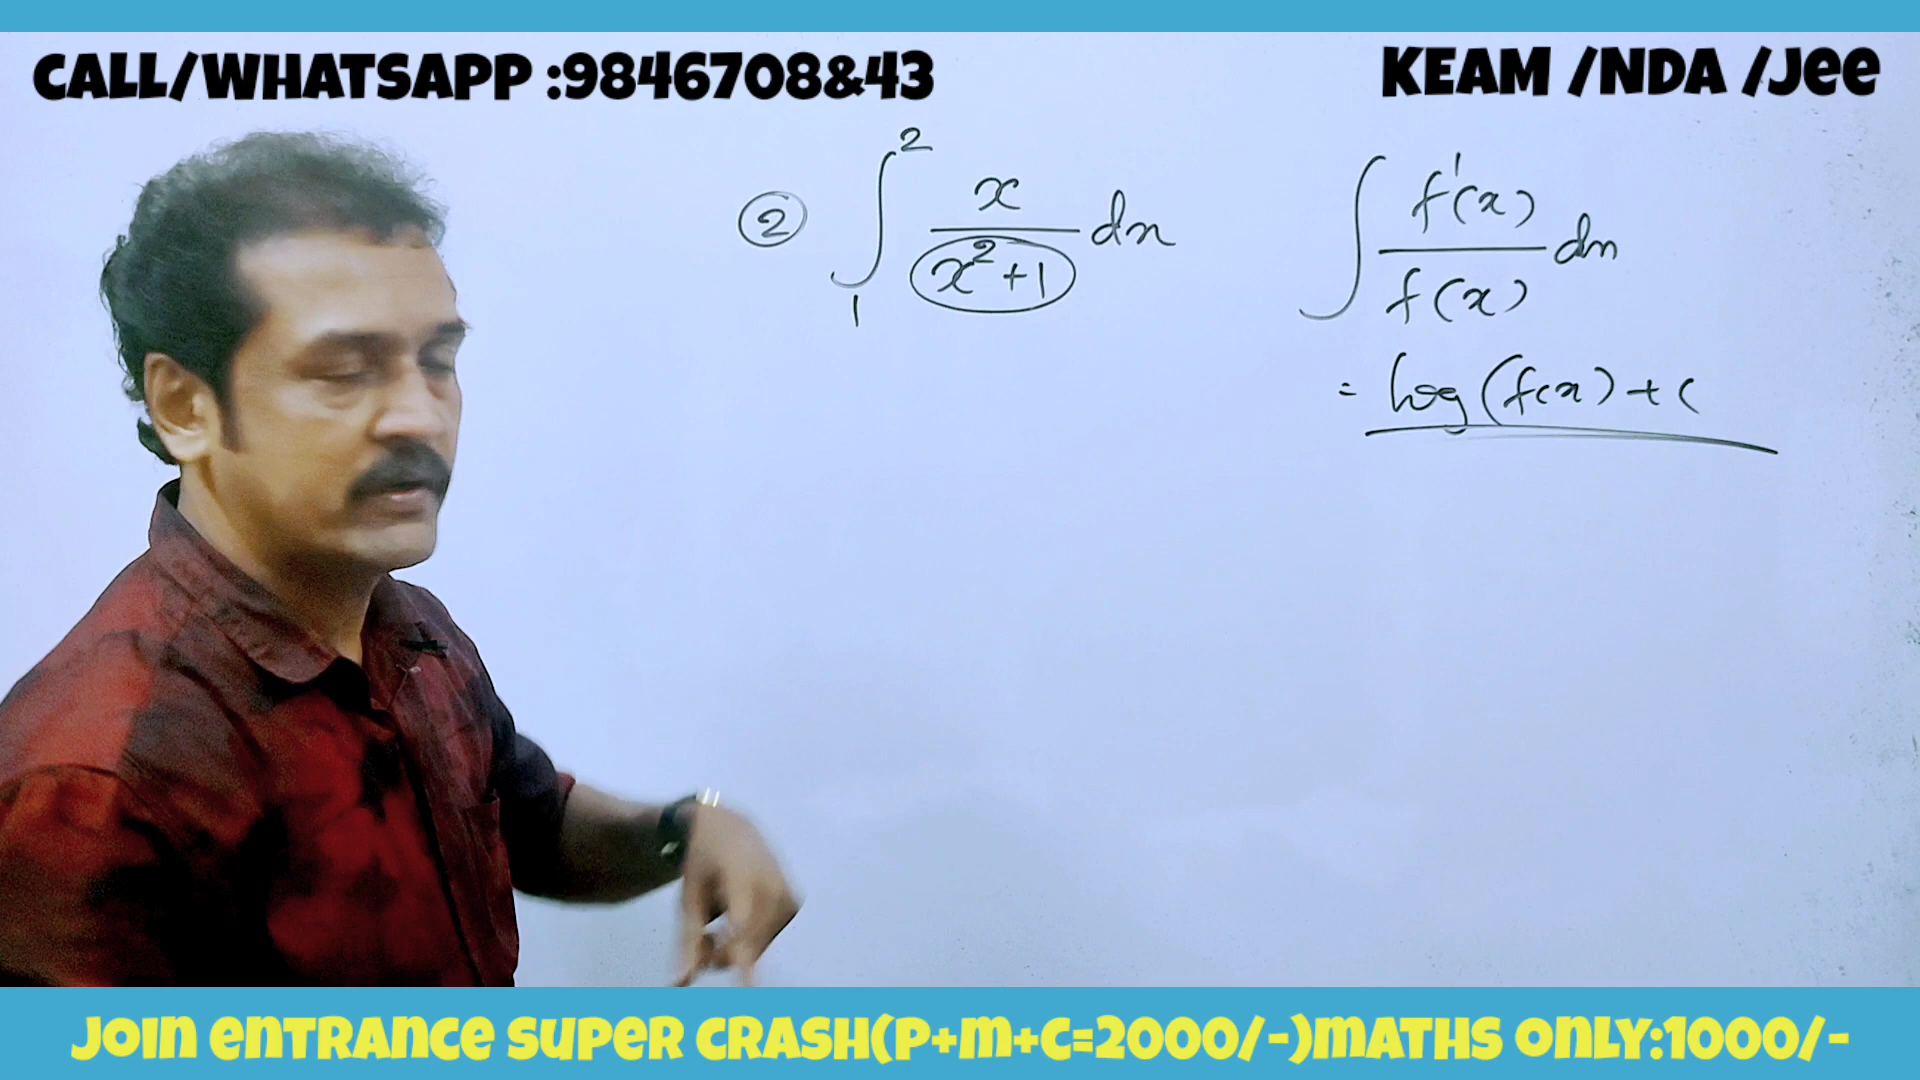 CALL/WHATSAPP :9846708&43
KEAM /NDA /Jee
② ∫₁² x/(x²+1) dx
∫ f'(x)/f(x) dx
= log (f(x)) + c
JOIN ENTRANCE SUPER CRASH(P+M+C=2000/-)MATHS ONLY:1000/-